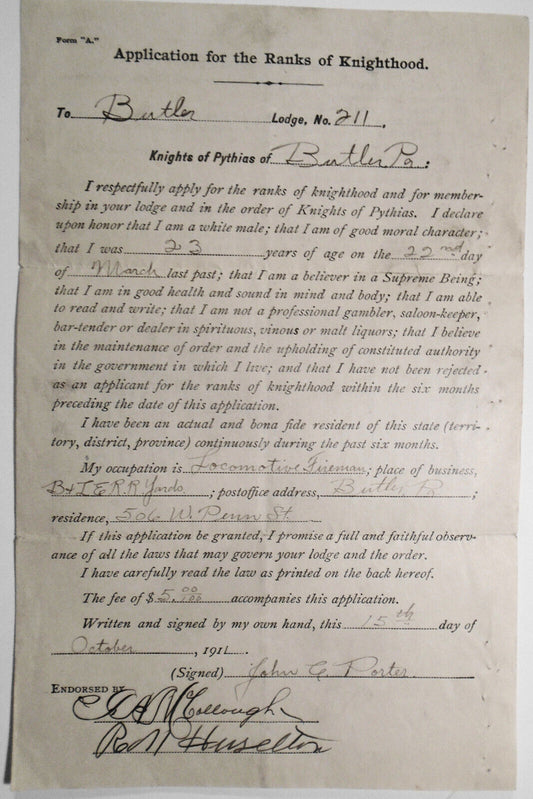 Form "A."
Application for the Ranks of Knighthood.
To Butler Lodge, No. 211,
Knights of Pythias of Butler Pa :
I respectfully apply for the ranks of knighthood and for member-
ship in your lodge and in the order of Knights of Pythias. I declare
upon honor that I am a white male; that I am of good moral character;
that I was 23 years of age on the 22nd day
of March last past; that I am a believer in a Supreme Being;
that I am in good health and sound in mind and body; that I am able
to read and write; that I am not a professional gambler, saloon-keeper,
bar-tender or dealer in spirituous, vinous or malt liquors; that I believe
in the maintenance of order and the upholding of constituted authority
in the government in which I live; and that I have not been rejected
as an applicant for the ranks of knighthood within the six months
preceding the date of this application.
I have been an actual and bona fide resident of this state (terri-
tory, district, province) continuously during the past six months.
My occupation is Locomotive Fireman; place of business,
B & L E R R Yards ; postoffice address, Butler Pa ;
residence, 506 W. Penn St.
If this application be granted, I promise a full and faithful observ-
ance of all the laws that may govern your lodge and the order.
I have carefully read the law as printed on the back hereof.
The fee of $ 5.00/100 accompanies this application.
Written and signed by my own hand, this 15th day of
October , 1911.
(Signed) John C. Porter
Endorsed by
McCollough
R. W. Huselton